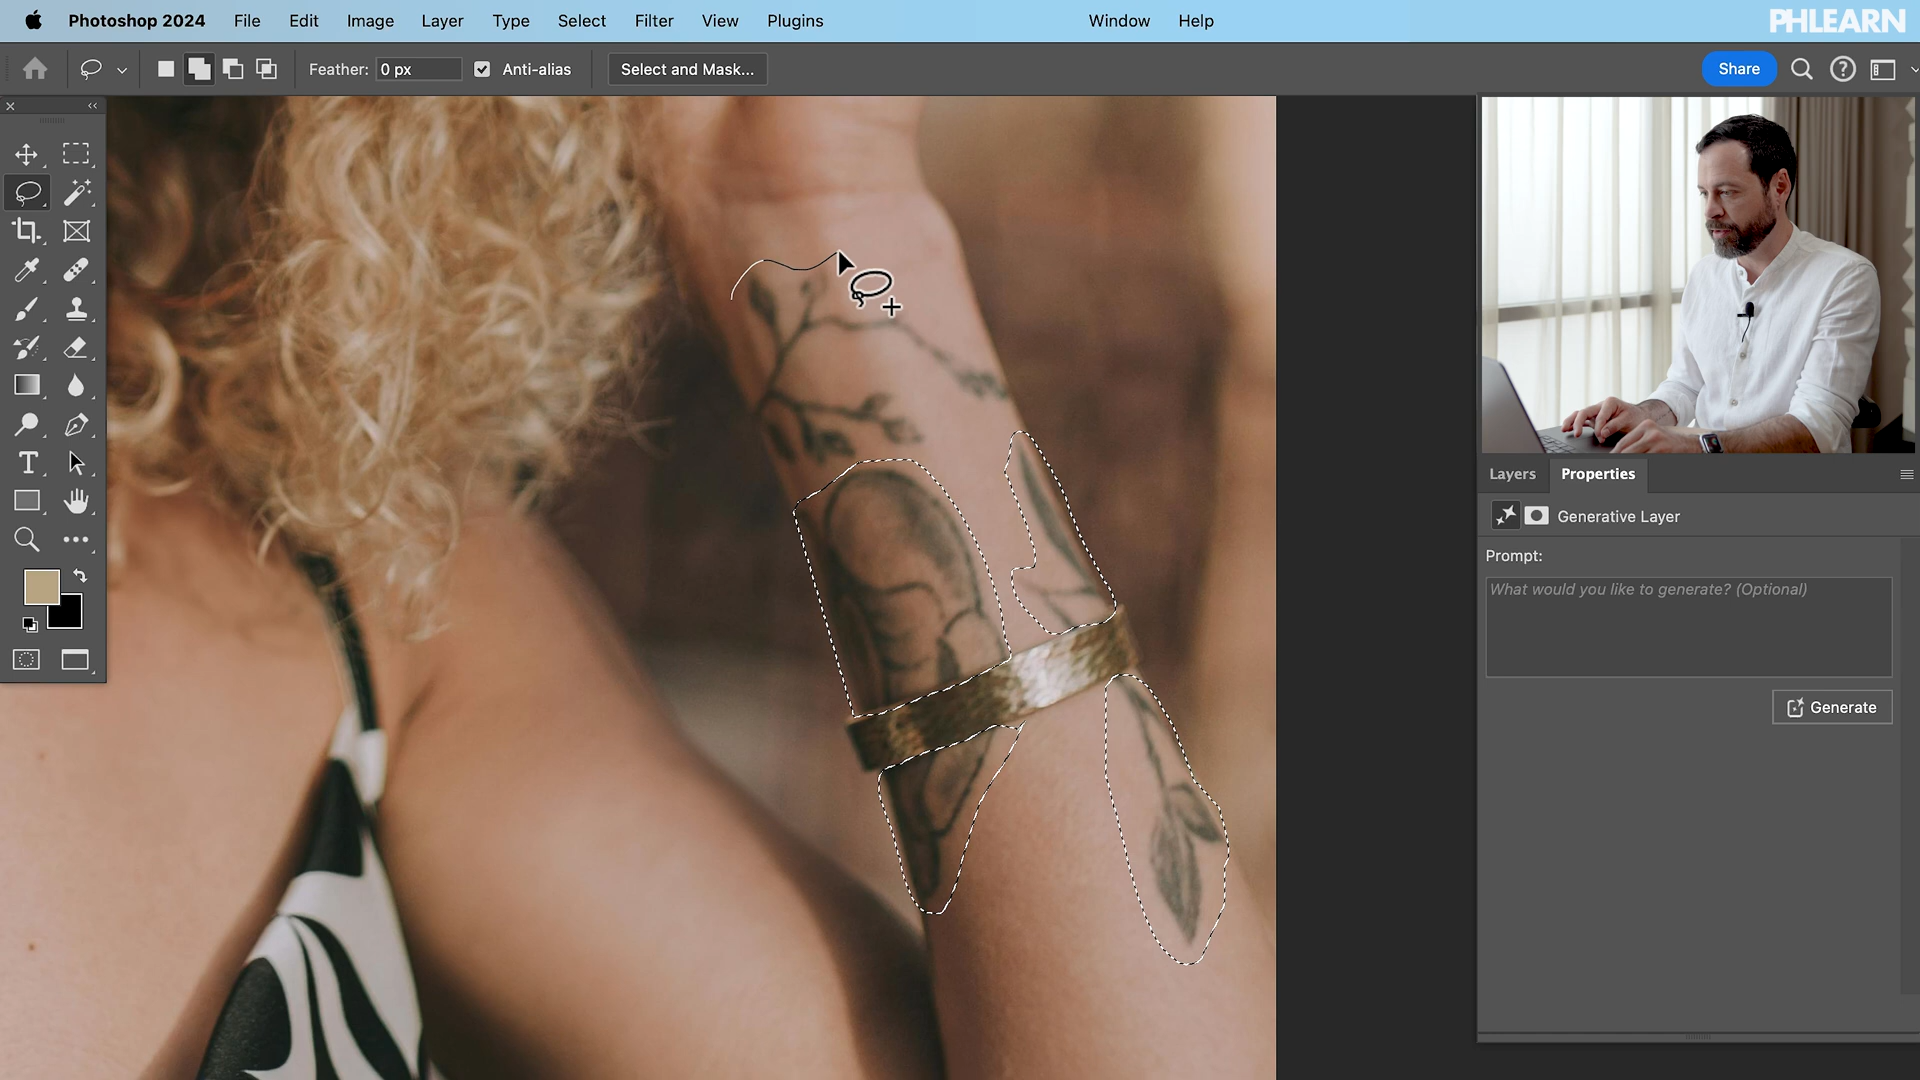 Photoshop 2024 File Edit Image Layer Type Select Filter View Plugins Window Help
PHLEARN
Feather: 0 px Anti-alias Select and Mask... Share
Layers Properties
Generative Layer
Prompt:
What would you like to generate? (Optional)
Generate